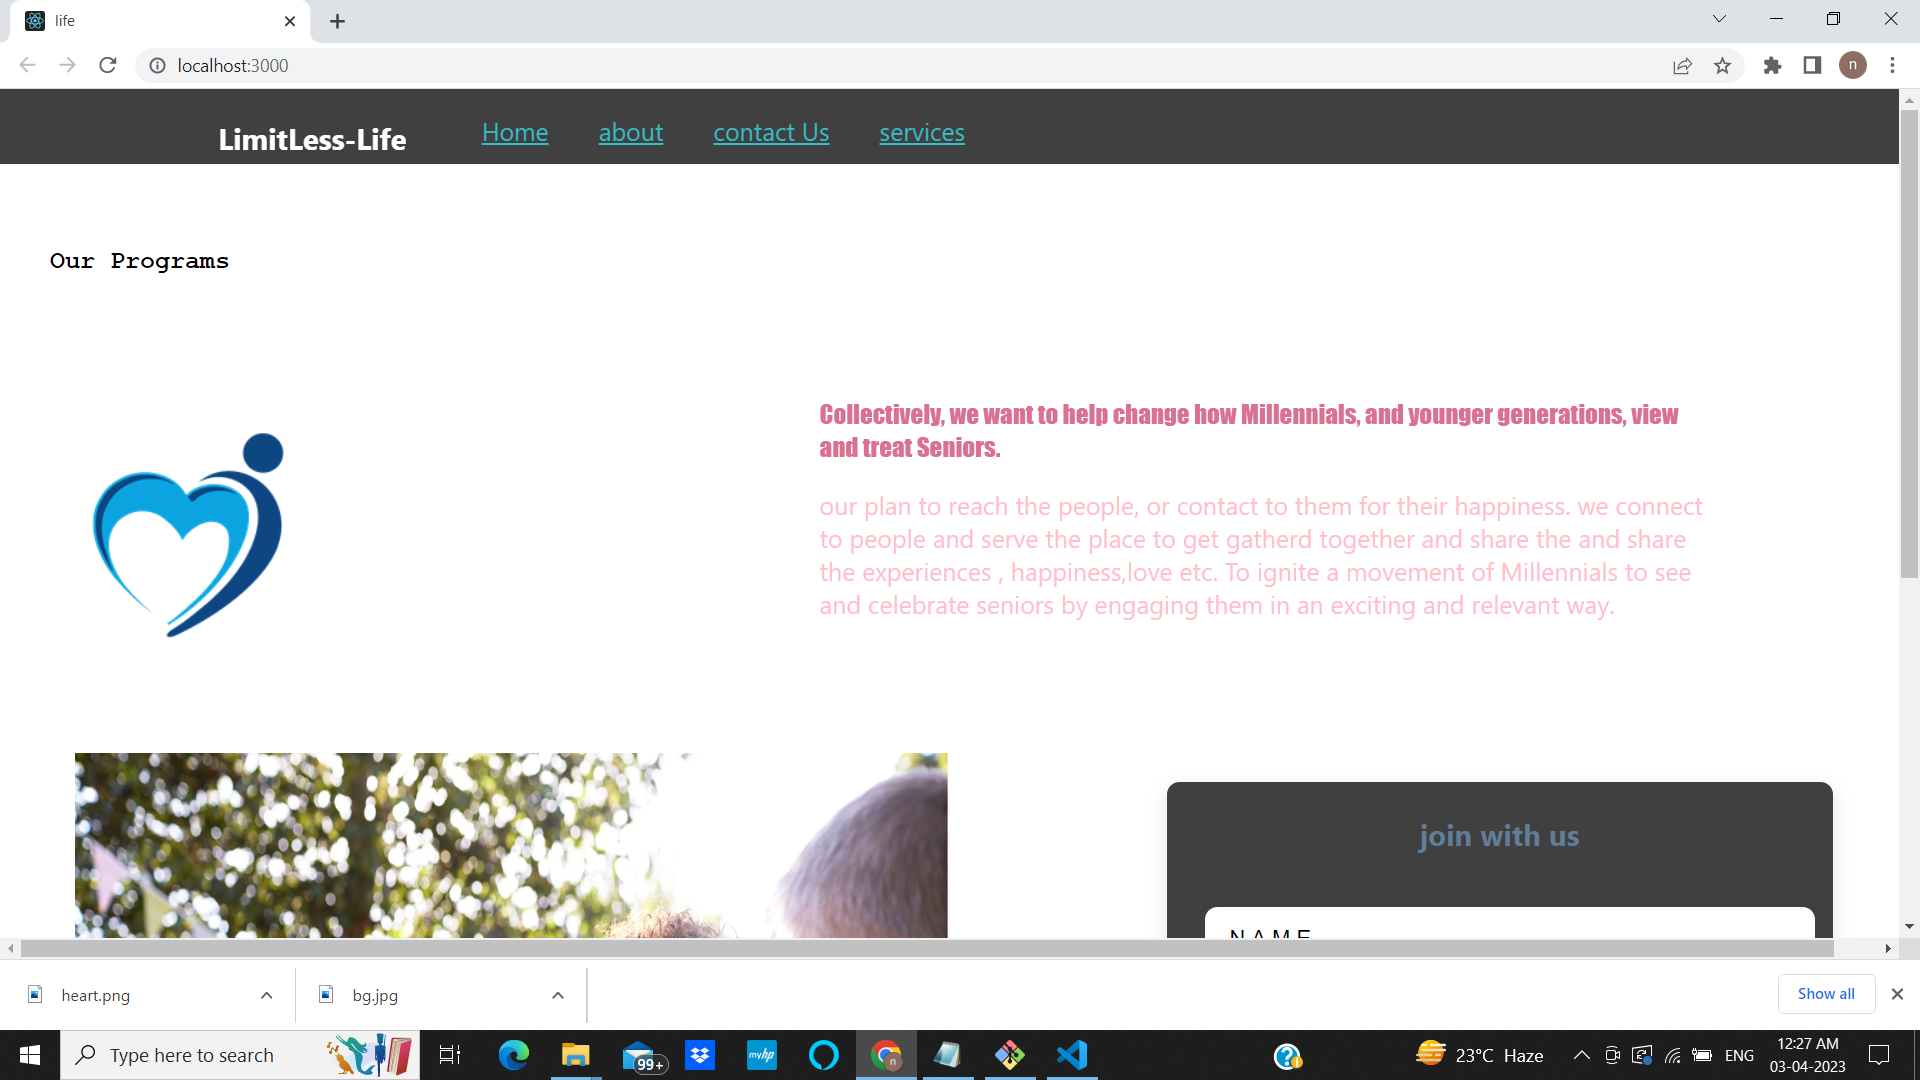 life
localhost:3000
n
LimitLess-Life
Home about contact Us services
Our Programs
Collectively, we want to help change how Millennials, and younger generations, view
and treat Seniors.
our plan to reach the people, or contact to them for their happiness. we connect
to people and serve the place to get gatherd together and share the and share
the experiences , happiness,love etc. To ignite a movement of Millennials to see
and celebrate seniors by engaging them in an exciting and relevant way.
join with us
NAME
heart.png
bg.jpg
Show all
Type here to search
99+
myhp
n
23°C Haze
ENG
12:27 AM
03-04-2023